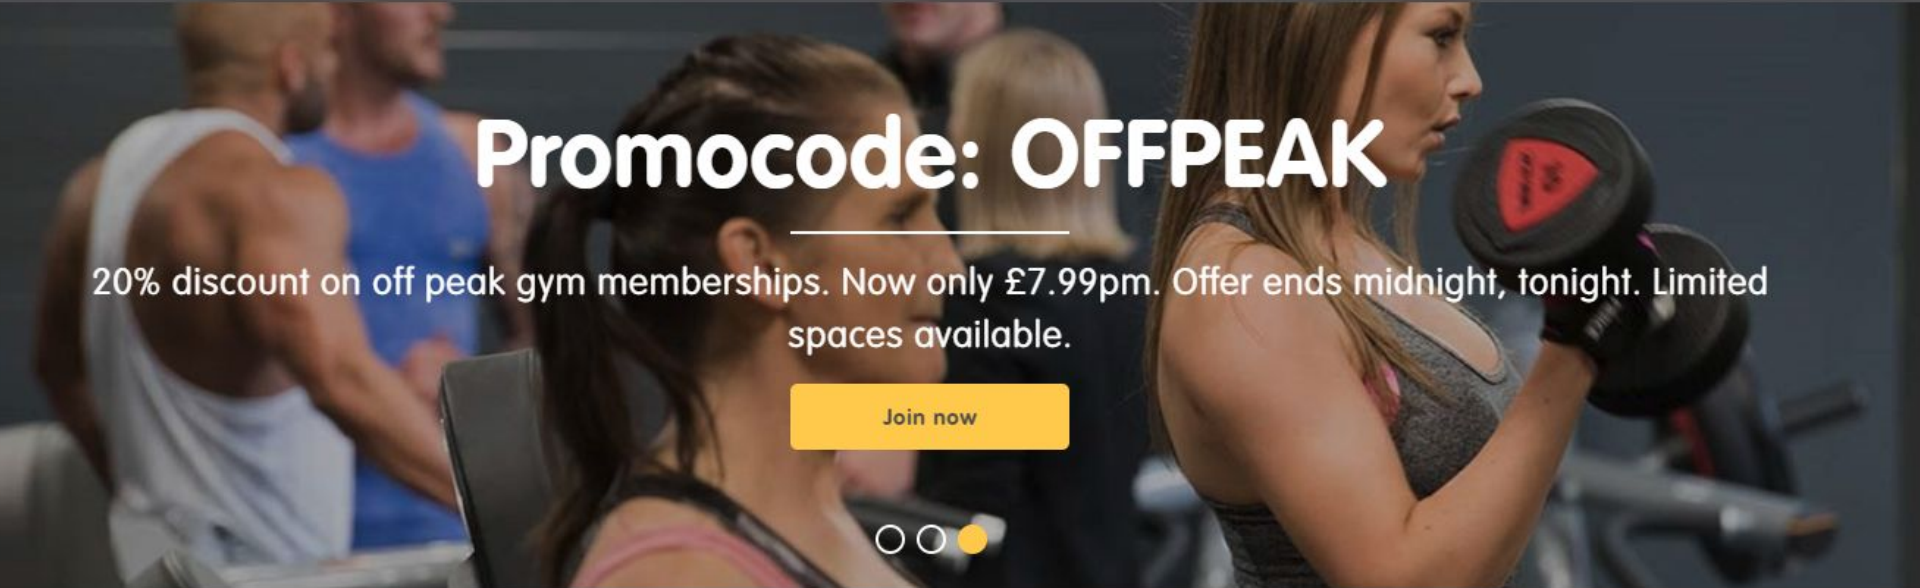 Promocode: OFFPEAK
20% discount on off peak gym memberships. Now only £7.99pm. Offer ends midnight, tonight. Limited
spaces available.
Join now